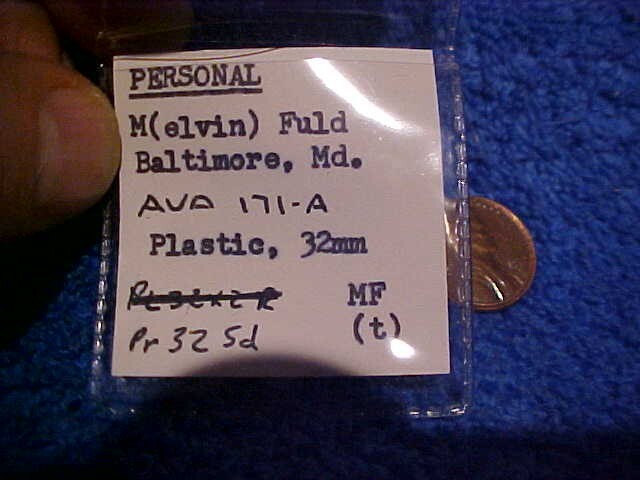 PERSONAL
M(elvin) Fuld
Baltimore, Md.
AVA 171-A
Plastic, 32mm
MF
Pr 32 Sd
(t)